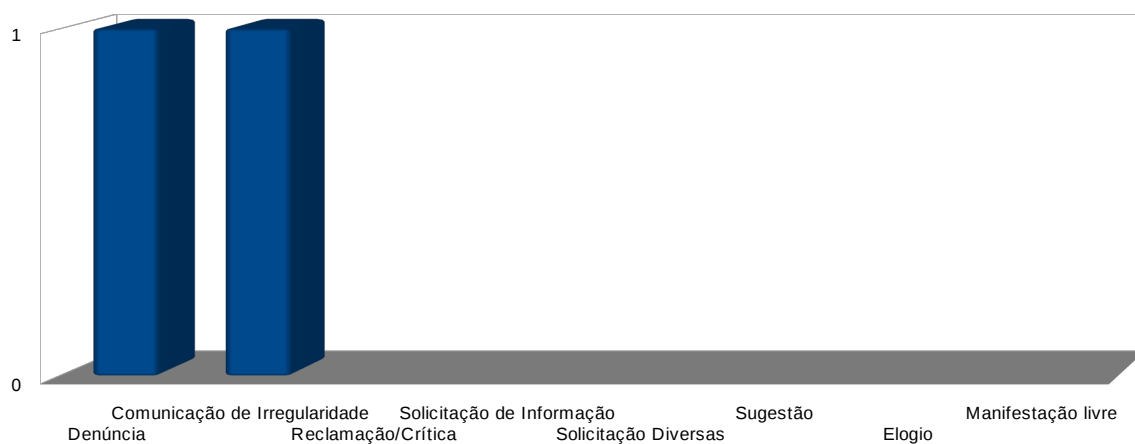 1
0
Comunicação de Irregularidade Solicitação de Informação Sugestão Manifestação livre
Denúncia Reclamação/Crítica Solicitação Diversas Elogio